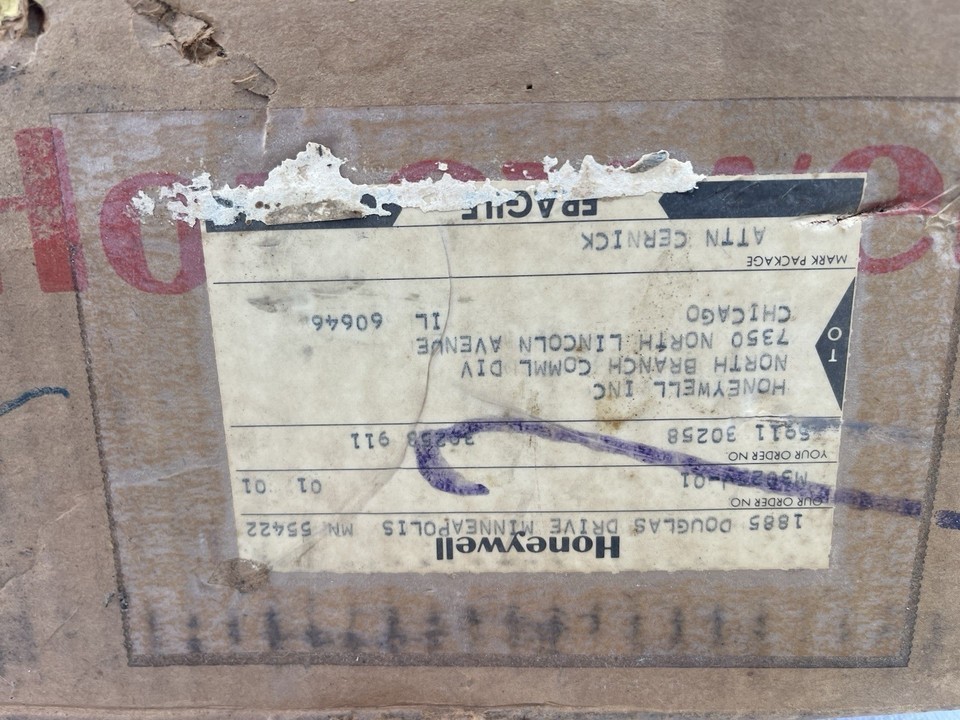 Honeywell
Honeywell
1885 DOUGLAS DRIVE MINNEAPOLIS MN 55422
YOUR ORDER NO.
01 01 01
YOUR ORDER NO.
5911 30258 30258 911
TO
HONEYWELL INC
NORTH BRANCH COMML DIV
7350 NORTH LINCOLN AVENUE
CHICAGO IL 60646
MARK PACKAGE
ATTN CERNICK
FRAGILE